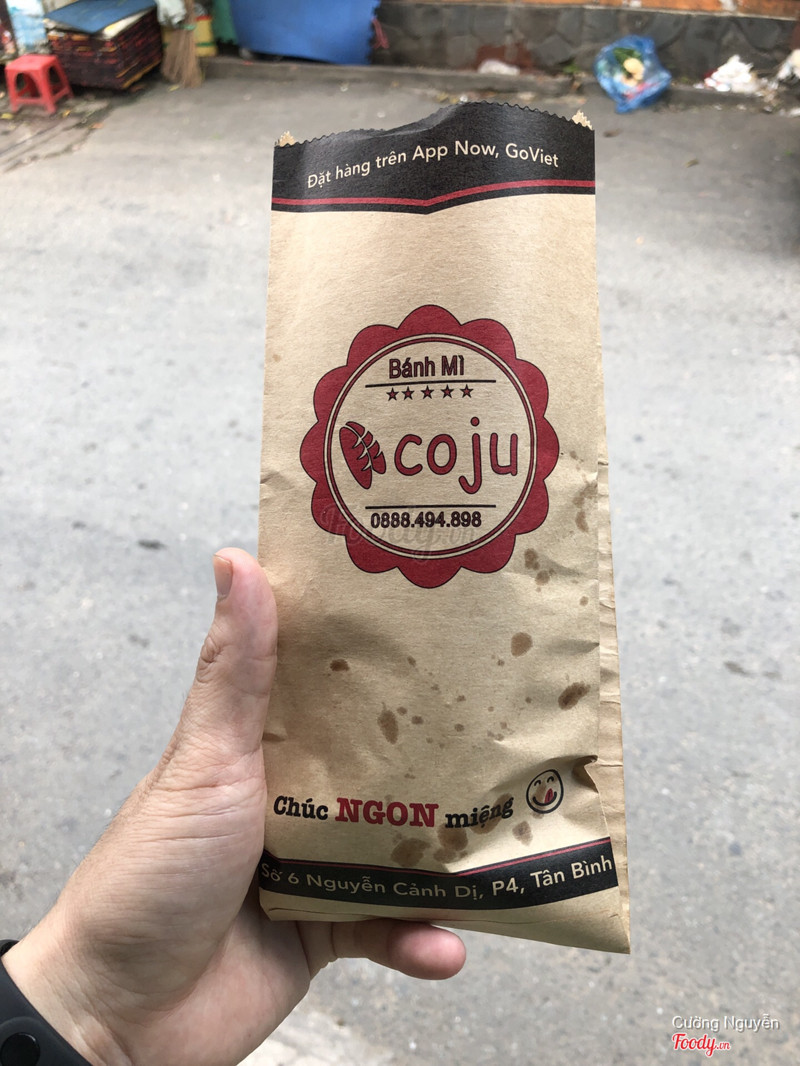 Đặt hàng trên App Now, GoViet
Bánh Mì
coju
0888.494.898
Chúc NGON miệng
Số 6 Nguyễn Cảnh Dị, P4, Tân Bình
Cường Nguyễn
Foody.vn